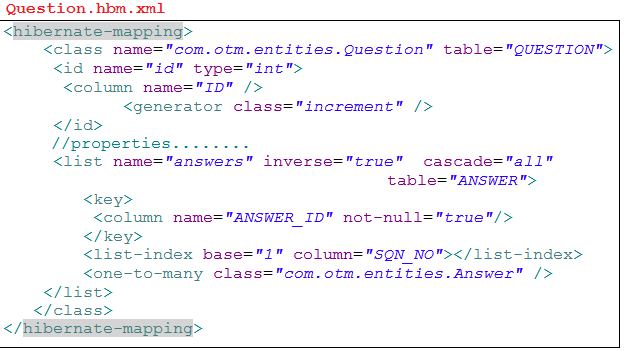 Question.hbm.xml
<hibernate-mapping>
<class name="com.otm.entities.Question" table="QUESTION">
<id name="id" type="int">
<column name="ID" />
<generator class="increment" />
</id>
//properties........
<list name="answers" inverse="true" cascade="all"
table="ANSWER">
<key>
<column name="ANSWER_ID" not-null="true"/>
</key>
<list-index base="1" column="SQN_NO"></list-index>
<one-to-many class="com.otm.entities.Answer" />
</list>
</class>
</hibernate-mapping>